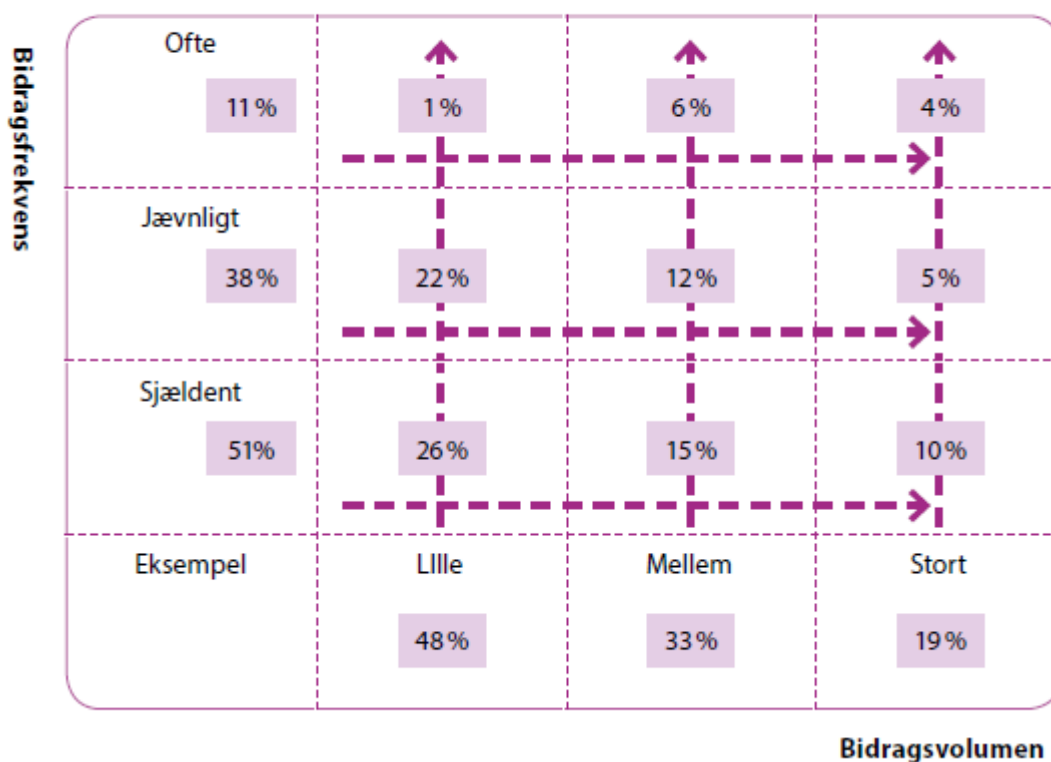 Bidragsfrekvens
Ofte
11 % 1 % 6 % 4 %
Jævnligt
38 % 22 % 12 % 5 %
Sjældent
51% 26 % 15 % 10 %
Eksempel LIlle Mellem Stort
48 % 33 % 19 %
Bidragsvolumen